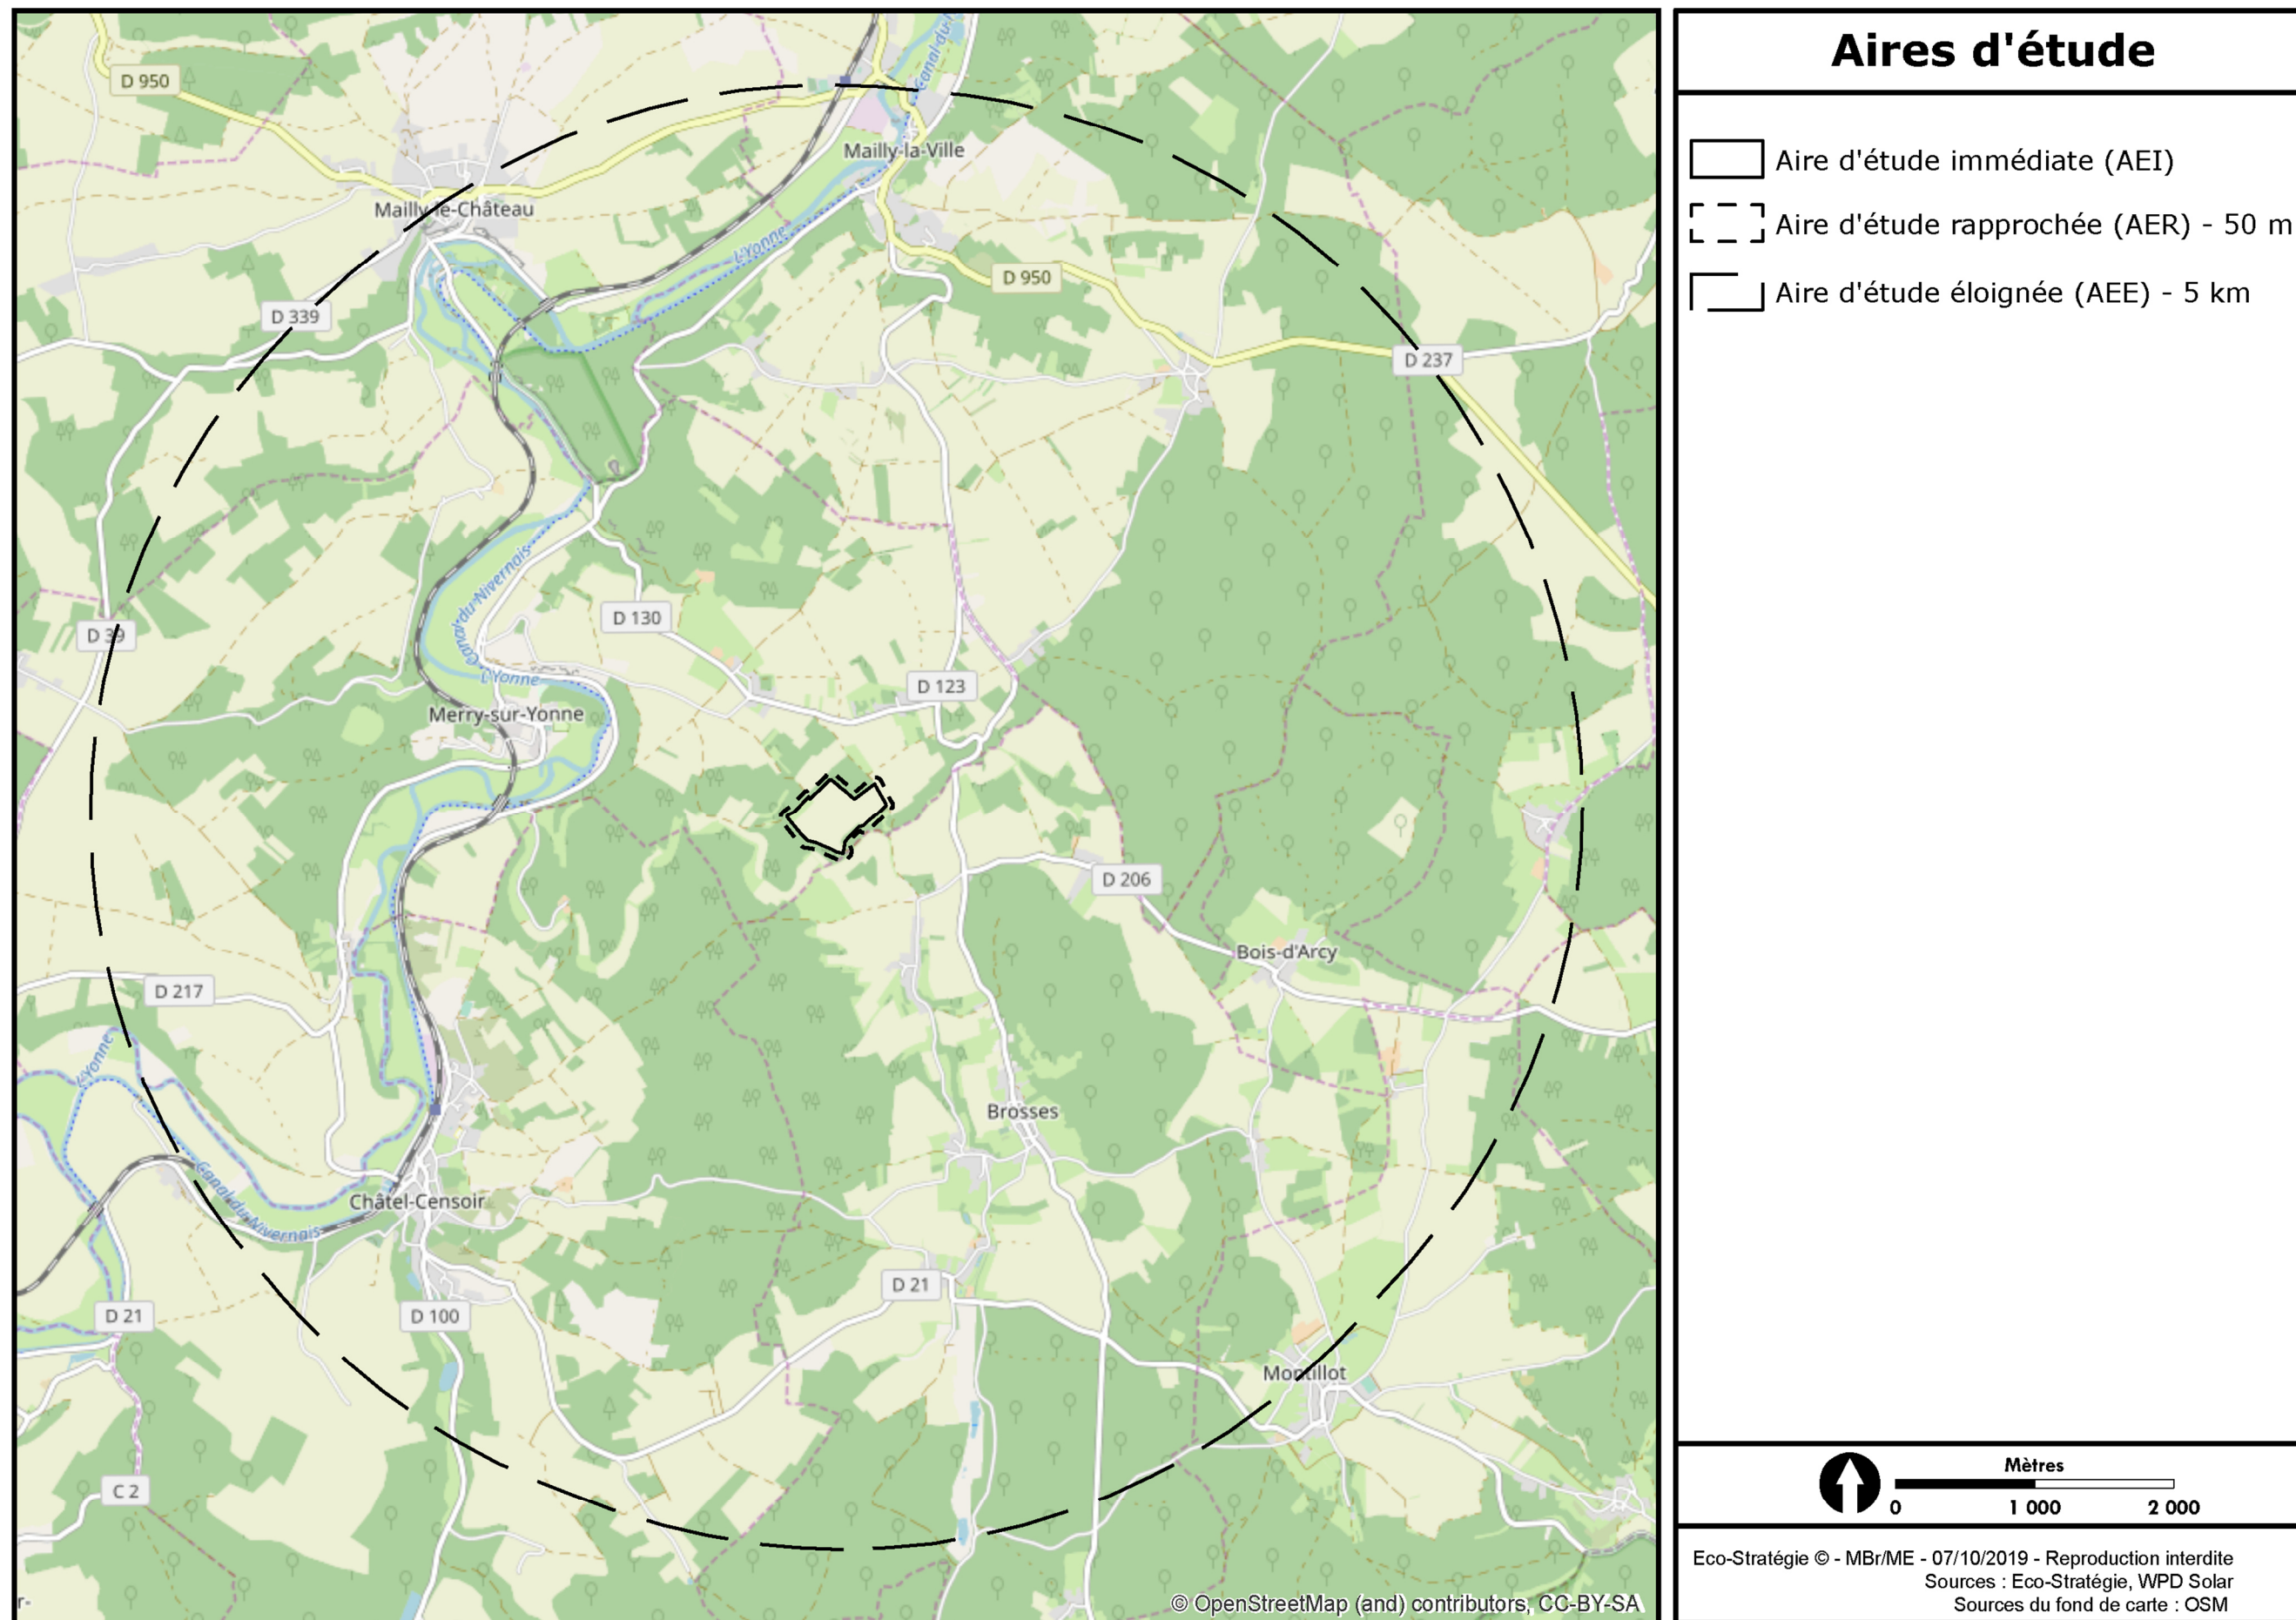 Aires d'étude
Aire d'étude immédiate (AEI)
Aire d'étude rapprochée (AER) - 50 m
Aire d'étude éloignée (AEE) - 5 km
D 950
Canal du
Mailly-la-Ville
Mailly-le-Château
L'Yonne
D 950
D 339
D 237
Canal du Nivernais
D 130
D 39
L'Yonne
D 123
Merry-sur-Yonne
D 206
Bois-d'Arcy
D 217
L'Yonne
Brosses
Canal du Nivernais
Châtel-Censoir
D 21
D 21
D 100
Montillot
C 2
r-
© OpenStreetMap (and) contributors, CC-BY-SA
Mètres
0 1 000 2 000
Eco-Stratégie © - MBr/ME - 07/10/2019 - Reproduction interdite
Sources : Eco-Stratégie, WPD Solar
Sources du fond de carte : OSM